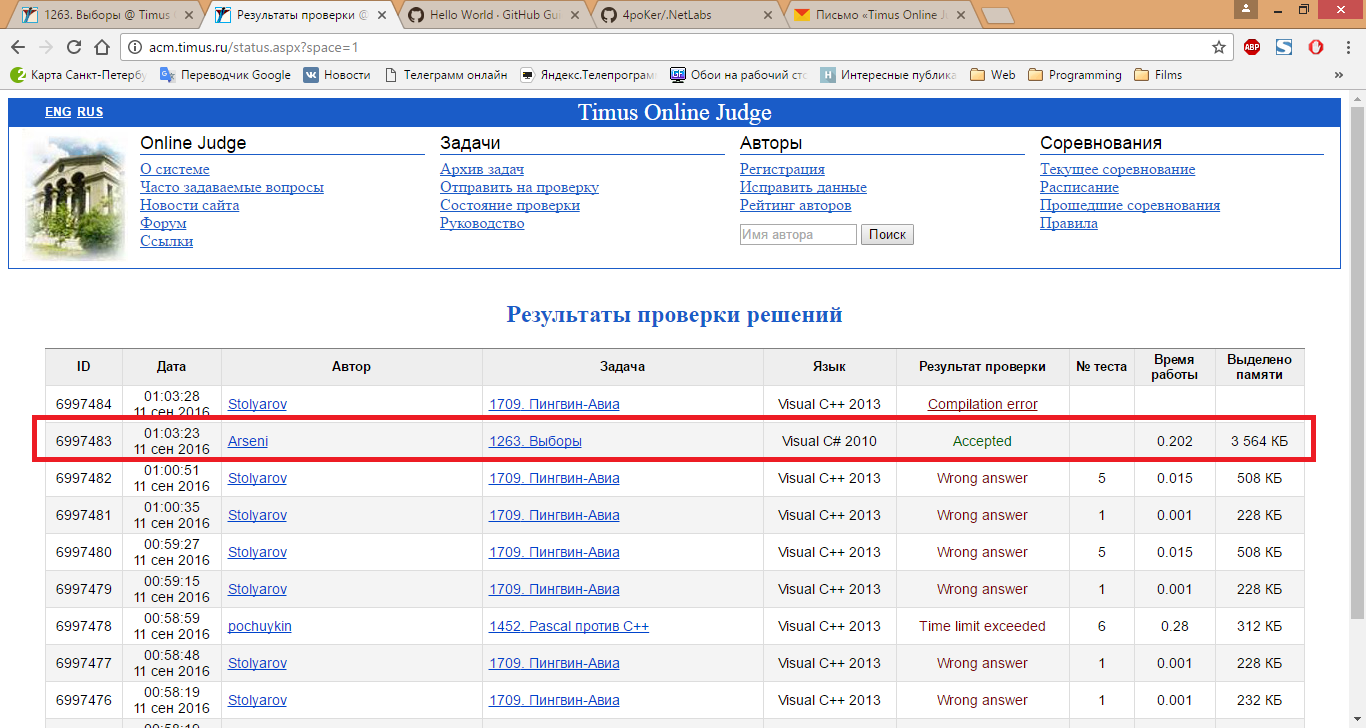 1263. Выборы @ Timus
Результаты проверки @
Hello World · GitHub Gu
4poKer/.NetLabs
Письмо «Timus Online J
acm.timus.ru/status.aspx?space=1
ABP
Карта Санкт-Петербу
Переводчик Google
Новости
Телеграмм онлайн
Яндекс.Телепрограм
Обои на рабочий сто
Интересные публика
Web
Programming
Films
»
ENG RUS
Timus Online Judge
Online Judge
О системе
Часто задаваемые вопросы
Новости сайта
Форум
Ссылки
Задачи
Архив задач
Отправить на проверку
Состояние проверки
Руководство
Авторы
Регистрация
Исправить данные
Рейтинг авторов
Имя автора Поиск
Соревнования
Текущее соревнование
Расписание
Прошедшие соревнования
Правила
Результаты проверки решений
ID Дата Автор Задача Язык Результат проверки № теста Время работы Выделено памяти
6997484 01:03:28 11 сен 2016 Stolyarov 1709. Пингвин-Авиа Visual C++ 2013 Compilation error
6997483 01:03:23 11 сен 2016 Arseni 1263. Выборы Visual C# 2010 Accepted 0.202 3 564 КБ
6997482 01:00:51 11 сен 2016 Stolyarov 1709. Пингвин-Авиа Visual C++ 2013 Wrong answer 5 0.015 508 КБ
6997481 01:00:35 11 сен 2016 Stolyarov 1709. Пингвин-Авиа Visual C++ 2013 Wrong answer 1 0.001 228 КБ
6997480 00:59:27 11 сен 2016 Stolyarov 1709. Пингвин-Авиа Visual C++ 2013 Wrong answer 5 0.015 508 КБ
6997479 00:59:15 11 сен 2016 Stolyarov 1709. Пингвин-Авиа Visual C++ 2013 Wrong answer 1 0.001 228 КБ
6997478 00:58:59 11 сен 2016 pochuykin 1452. Pascal против C++ Visual C++ 2013 Time limit exceeded 6 0.28 312 КБ
6997477 00:58:48 11 сен 2016 Stolyarov 1709. Пингвин-Авиа Visual C++ 2013 Wrong answer 1 0.001 228 КБ
6997476 00:58:19 11 сен 2016 Stolyarov 1709. Пингвин-Авиа Visual C++ 2013 Wrong answer 1 0.001 232 КБ